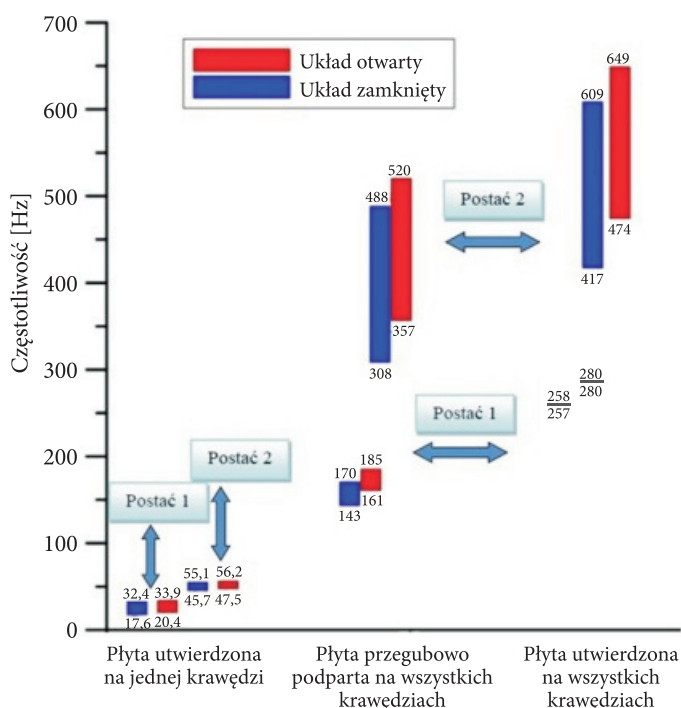 700
600
500
400
300
200
100
0
Częstotliwość [Hz]
Układ otwarty
Układ zamknięty
649
609
474
417
520
488
357
308
Postać 2
280
280
258
257
Postać 1
185
170
161
143
Postać 2
Postać 1
55,1 56,2
45,7 47,5
32,4 33,9
17,6 20,4
Płyta utwierdzona
na jednej krawędzi
Płyta przegubowo
podparta na wszystkich
krawędziach
Płyta utwierdzona
na wszystkich
krawędziach